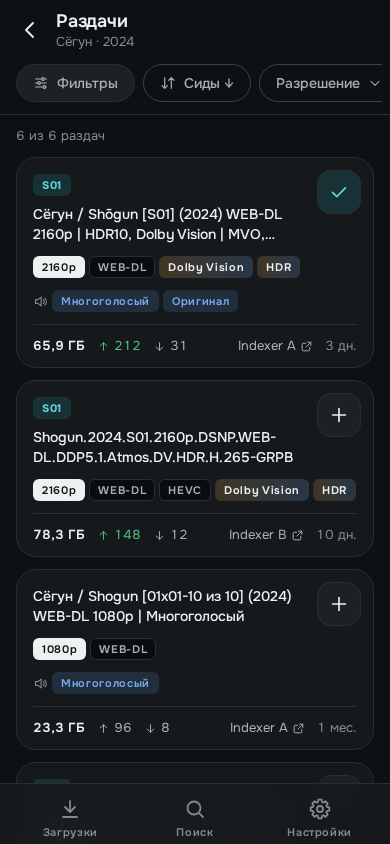 Раздачи
Сёгун · 2024
Фильтры
Сиды ↓
Разрешение
6 из 6 раздач
S01
Сёгун / Shōgun [S01] (2024) WEB-DL
2160p | HDR10, Dolby Vision | MVO,...
2160p WEB-DL Dolby Vision HDR
Многоголосый Оригинал
65,9 ГБ ↑ 212 ↓ 31 Indexer A 3 дн.
S01
Shogun.2024.S01.2160p.DSNP.WEB-
DL.DDP5.1.Atmos.DV.HDR.H.265-GRPB
2160p WEB-DL HEVC Dolby Vision HDR
78,3 ГБ ↑ 148 ↓ 12 Indexer B 10 дн.
Сёгун / Shogun [01x01-10 из 10] (2024)
WEB-DL 1080p | Многоголосый
1080p WEB-DL
Многоголосый
23,3 ГБ ↑ 96 ↓ 8 Indexer A 1 мес.
Загрузки Поиск Настройки